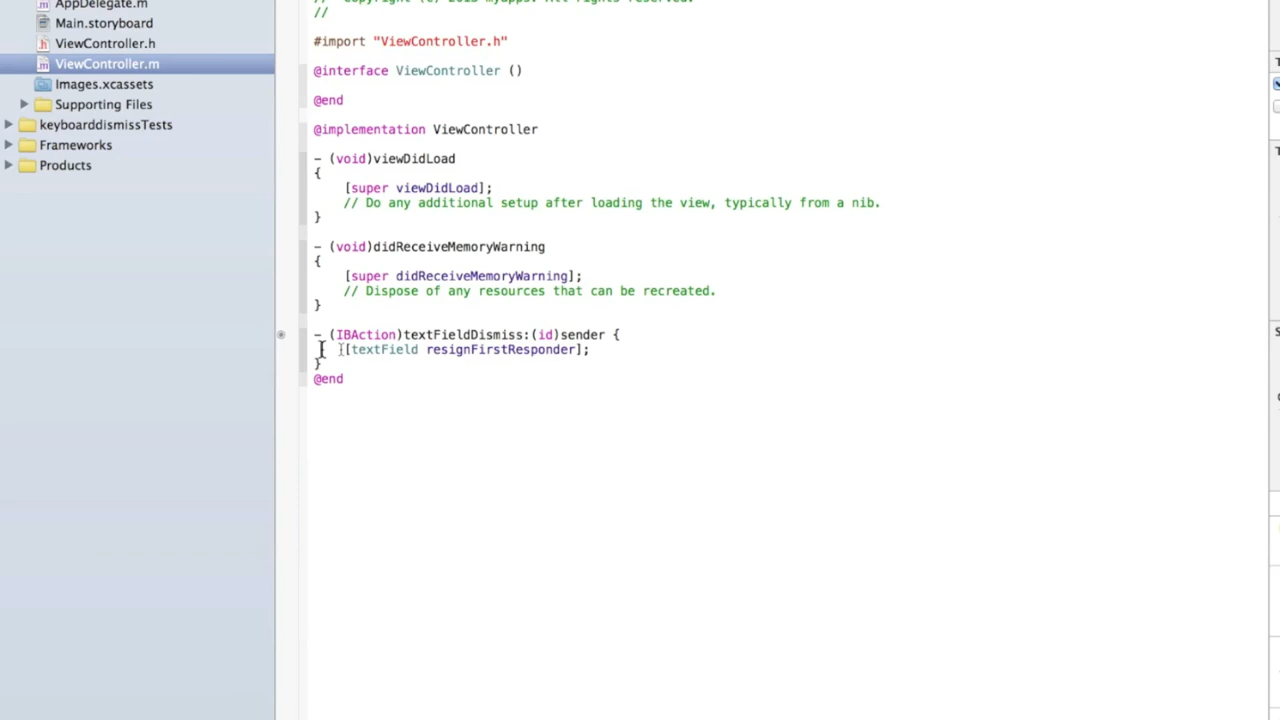 AppDelegate.m
Main.storyboard
ViewController.h
ViewController.m
Images.xcassets
Supporting Files
keyboarddismissTests
Frameworks
Products
//
#import "ViewController.h"
@interface ViewController ()
@end
@implementation ViewController
- (void)viewDidLoad
{
[super viewDidLoad];
// Do any additional setup after loading the view, typically from a nib.
}
- (void)didReceiveMemoryWarning
{
[super didReceiveMemoryWarning];
// Dispose of any resources that can be recreated.
}
- (IBAction)textFieldDismiss:(id)sender {
[textField resignFirstResponder];
}
@end